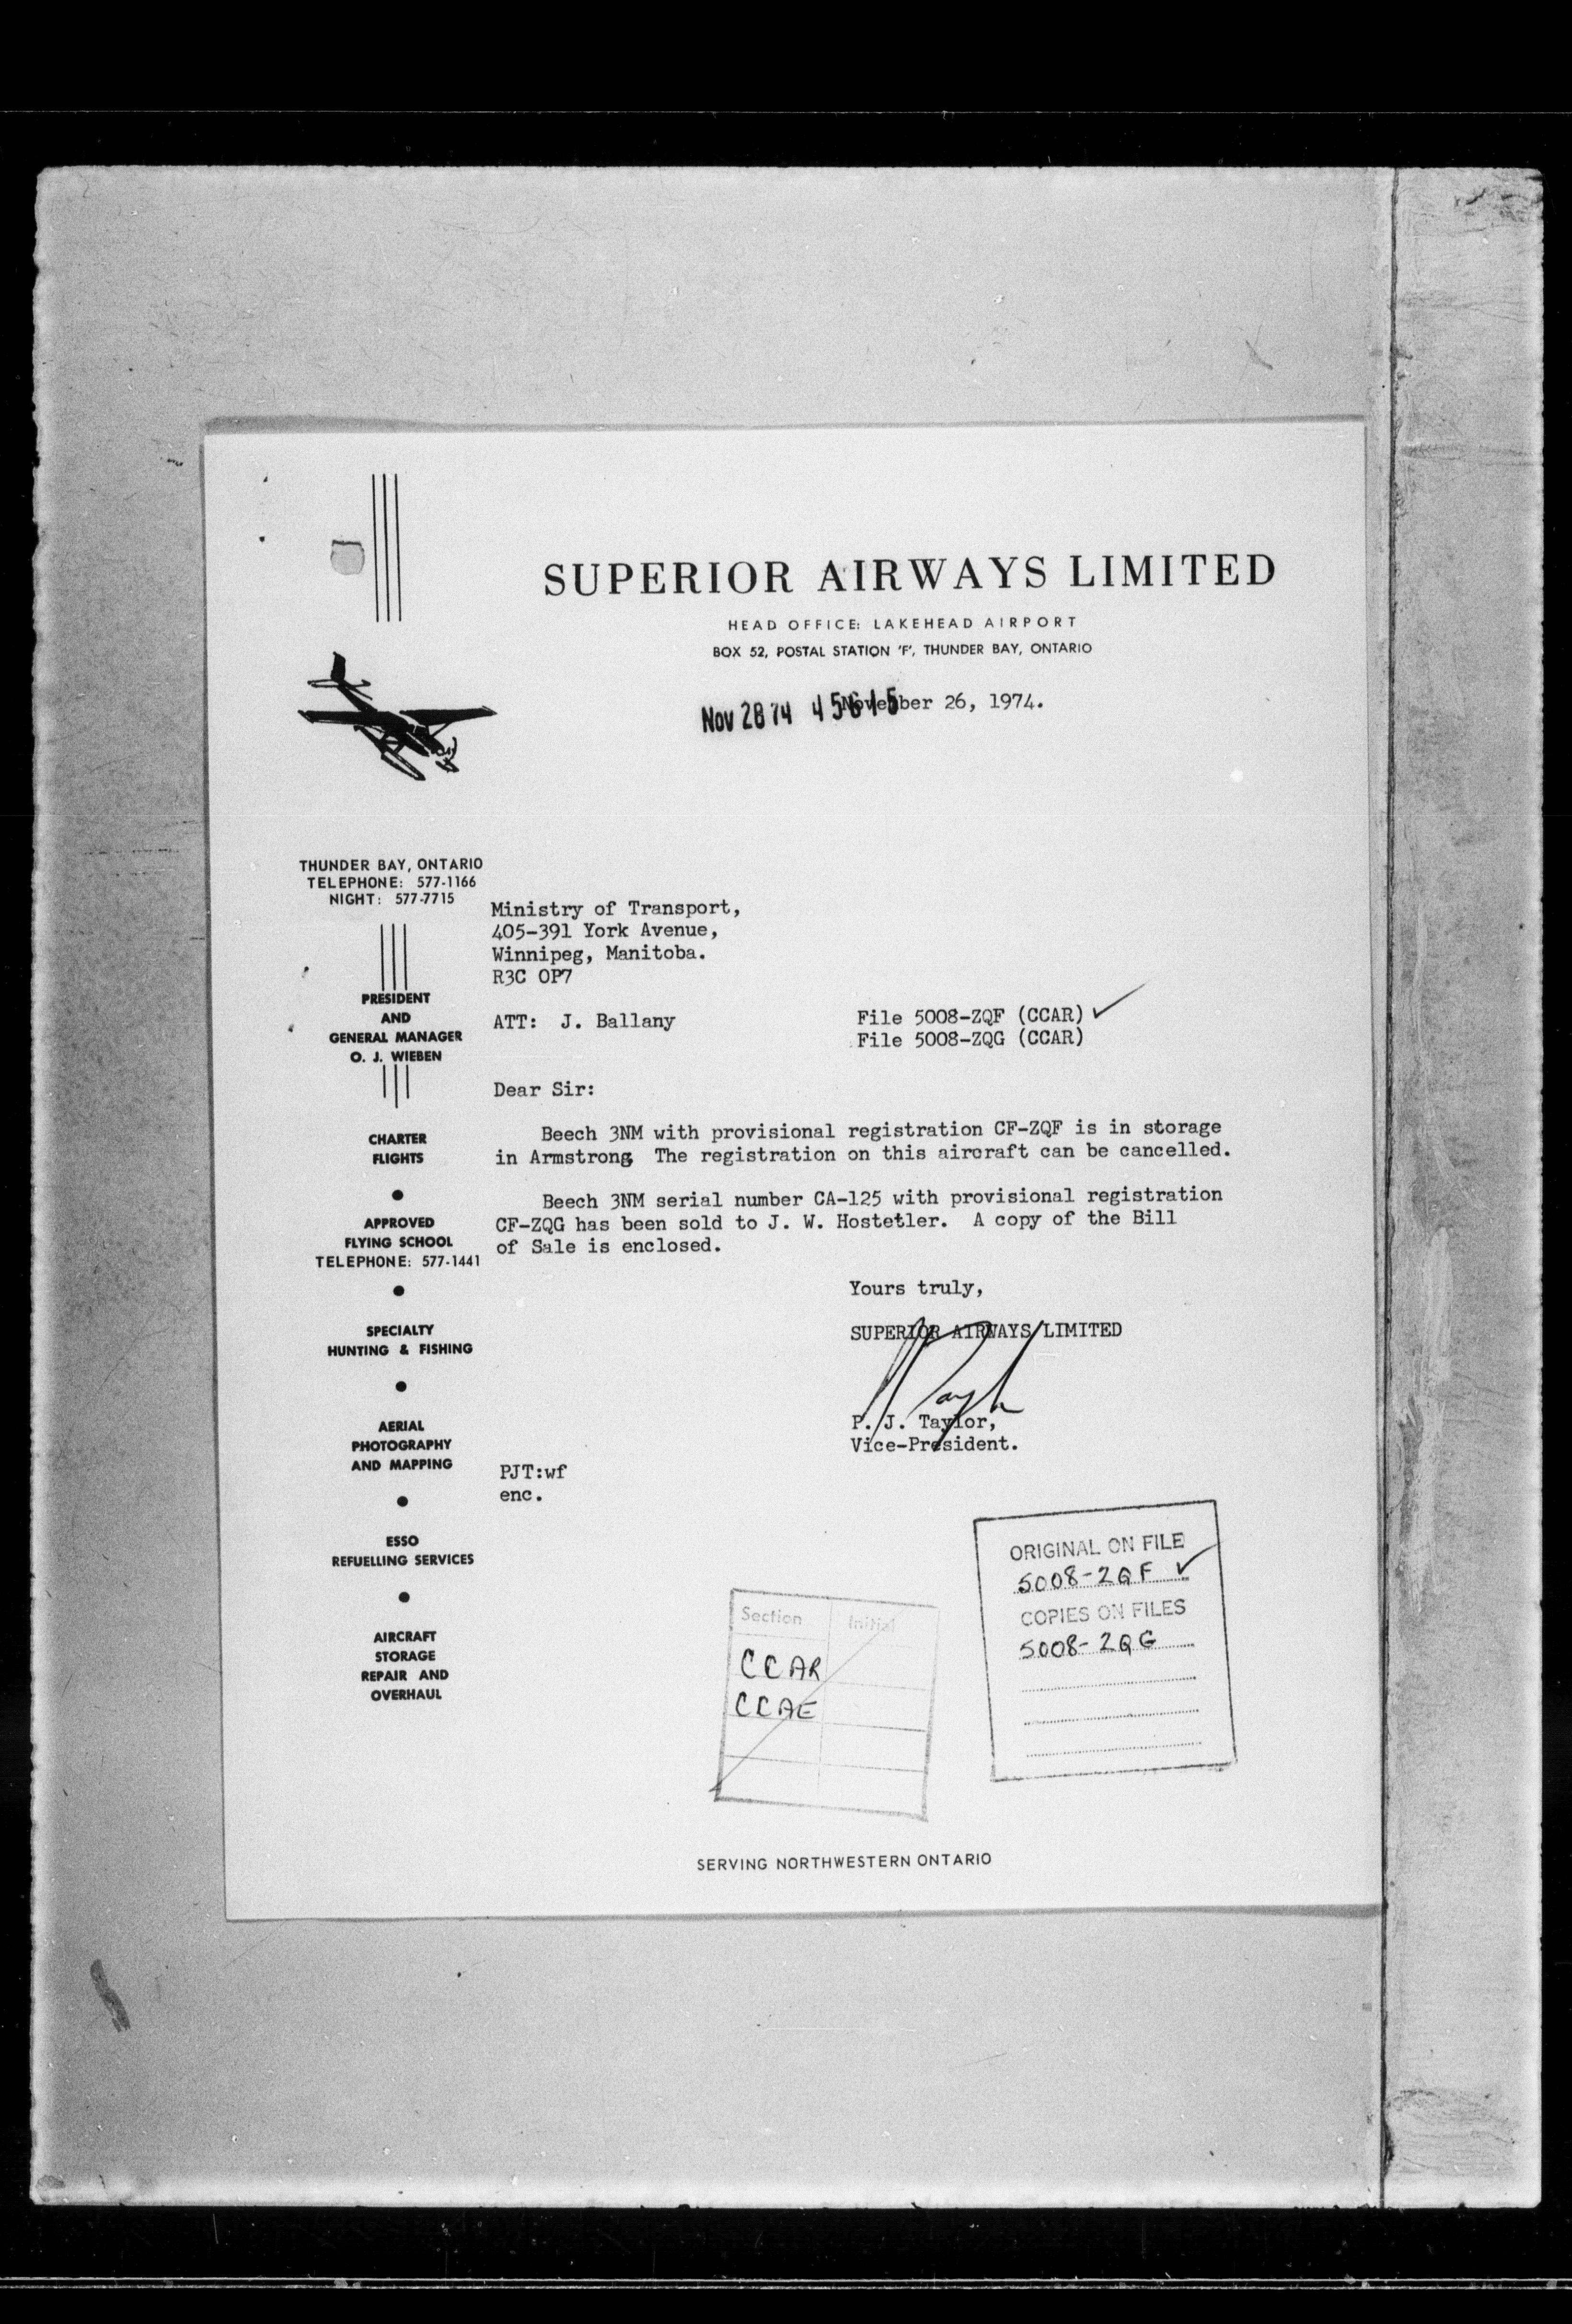 SUPERIOR AIRWAYS LIMITED
HEAD OFFICE: LAKEHEAD AIRPORT
BOX 52, POSTAL STATION 'F', THUNDER BAY, ONTARIO
Nov 28 74 45615
November 26, 1974.
THUNDER BAY, ONTARIO
TELEPHONE: 577-1166
NIGHT: 577-7715
PRESIDENT
AND
GENERAL MANAGER
O. J. WIEBEN
CHARTER
FLIGHTS
APPROVED
FLYING SCHOOL
TELEPHONE: 577-1441
SPECIALTY
HUNTING & FISHING
AERIAL
PHOTOGRAPHY
AND MAPPING
ESSO
REFUELLING SERVICES
AIRCRAFT
STORAGE
REPAIR AND
OVERHAUL
Ministry of Transport,
405-391 York Avenue,
Winnipeg, Manitoba.
R3C OP7
ATT: J. Ballany
File 5008-ZQF (CCAR) ✓
File 5008-ZQG (CCAR)
Dear Sir:
Beech 3NM with provisional registration CF-ZQF is in storage
in Armstrong. The registration on this aircraft can be cancelled.
Beech 3NM serial number CA-125 with provisional registration
CF-ZQG has been sold to J. W. Hostetler. A copy of the Bill
of Sale is enclosed.
Yours truly,
SUPERIOR AIRWAYS LIMITED
P. J. Taylor,
Vice-President.
PJT:wf
enc.
ORIGINAL ON FILE
5008-2QF ✓
COPIES ON FILES
5008-2QG
Section Initial
CCAR
CCAE
SERVING NORTHWESTERN ONTARIO